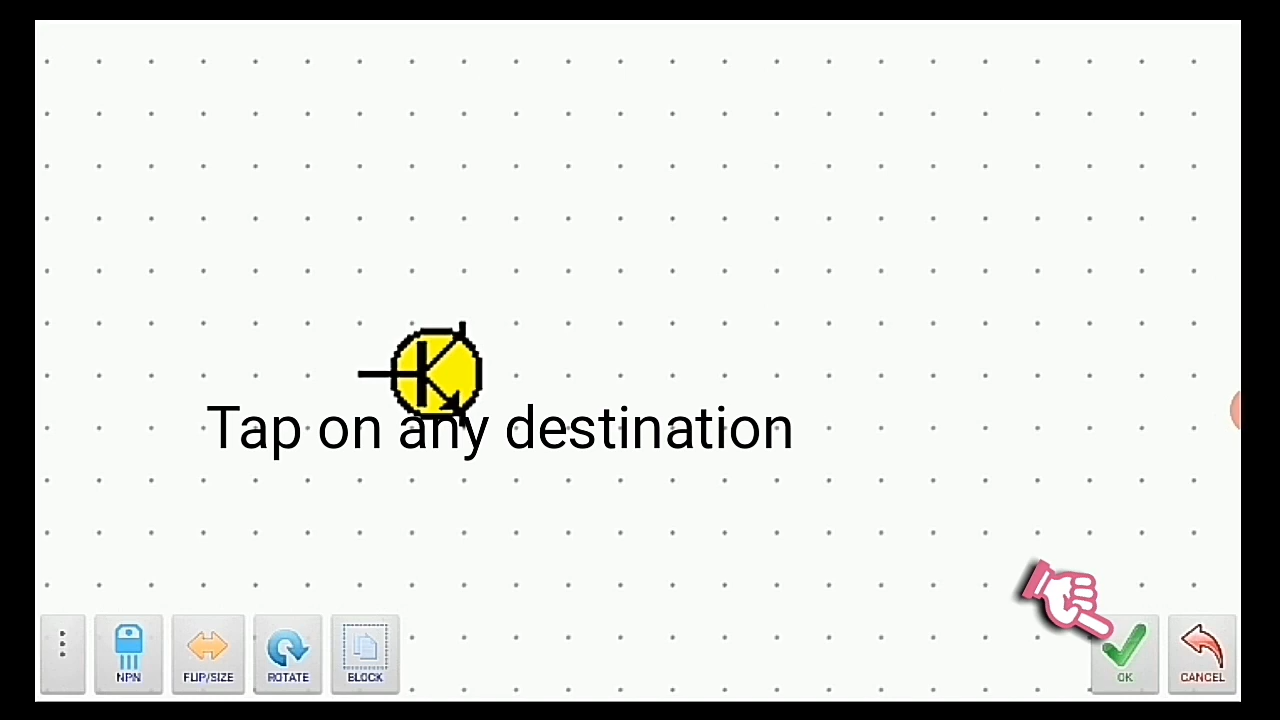 Tap on any destination
NPN
FLIP/SIZE
ROTATE
BLOCK
OK
CANCEL